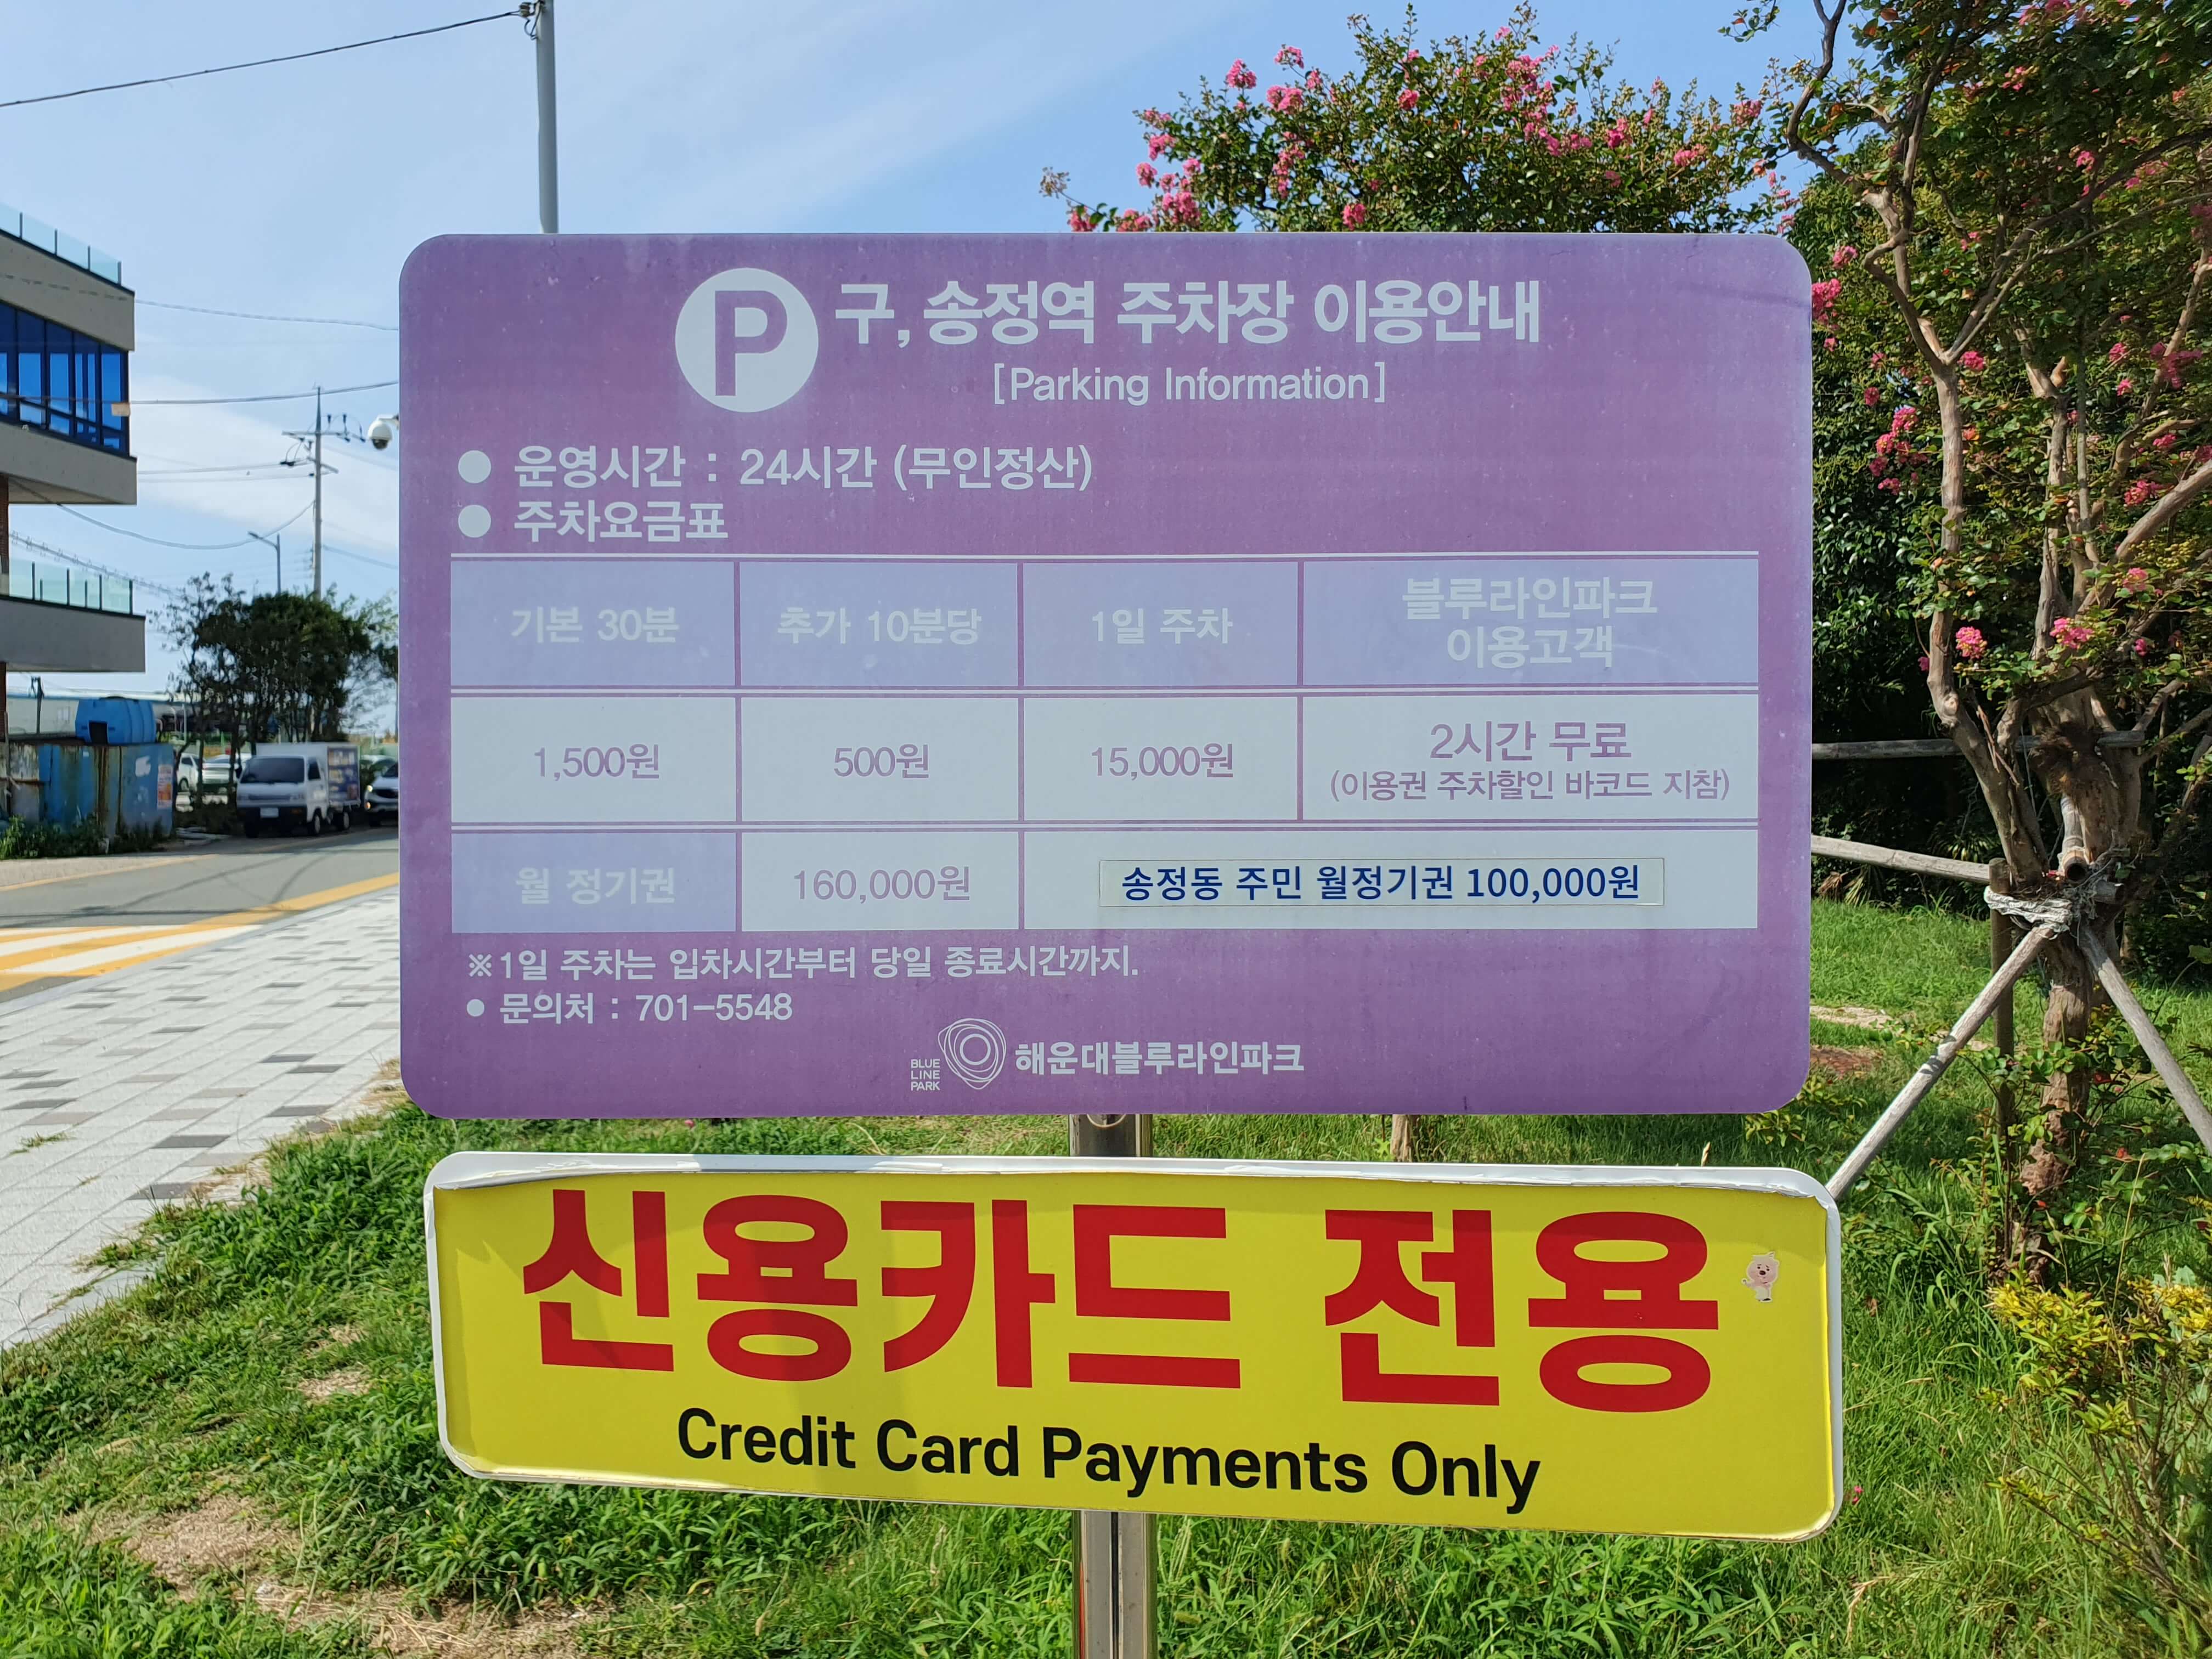 P 구, 송정역 주차장 이용안내
[Parking Information]
● 운영시간 : 24시간 (무인정산)
● 주차요금표
기본 30분 추가 10분당 1일 주차 블루라인파크 이용고객
1,500원 500원 15,000원 2시간 무료
(이용권 주차할인 바코드 지참)
월 정기권 160,000원 송정동 주민 월정기권 100,000원
※1일 주차는 입차시간부터 당일 종료시간까지.
● 문의처 : 701-5548
BLUE
LINE
PARK
해운대블루라인파크
신용카드 전용
Credit Card Payments Only